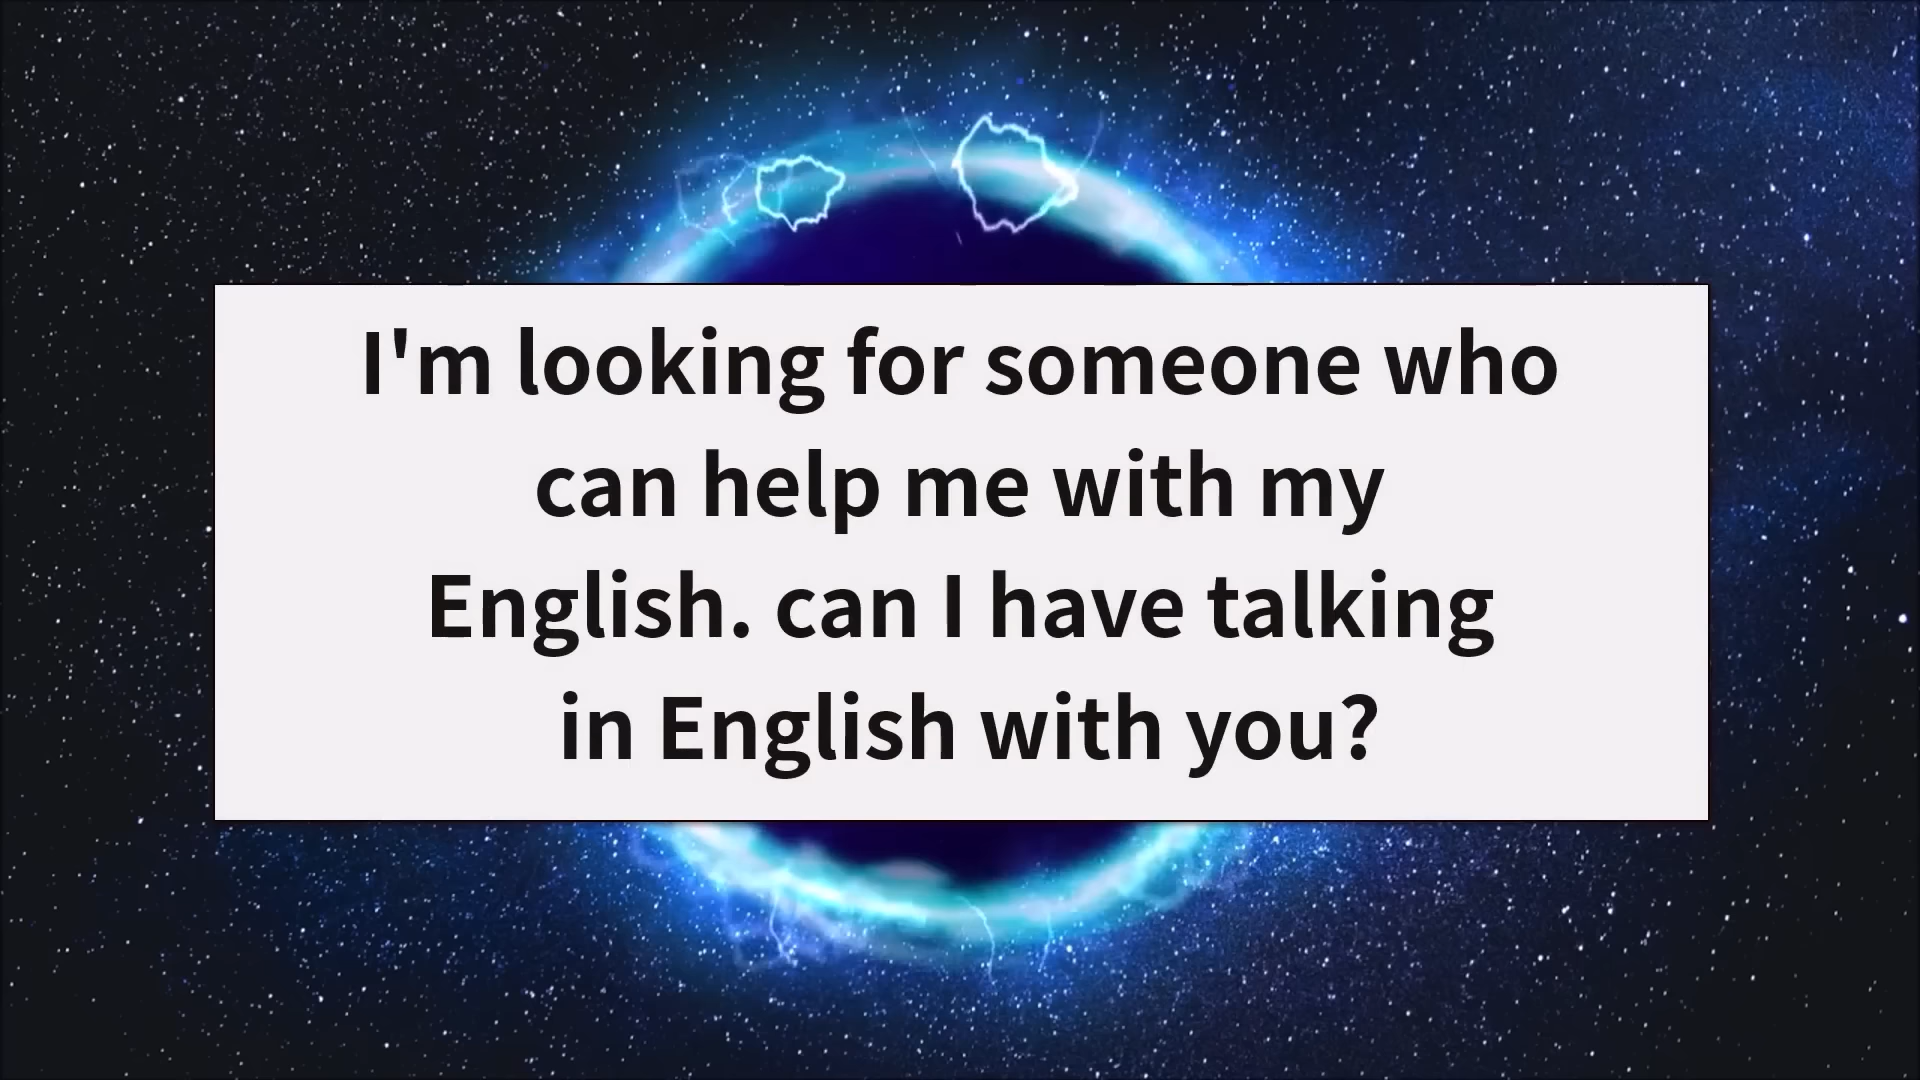 I'm looking for someone who
can help me with my
English. can I have talking
in English with you?